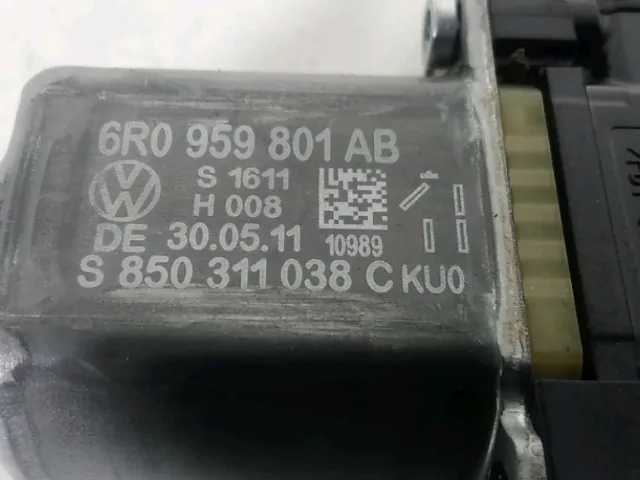 6R0 959 801 AB
S 1611
H 008
DE 30.05.11 10989
S 850 311 038 C KU0